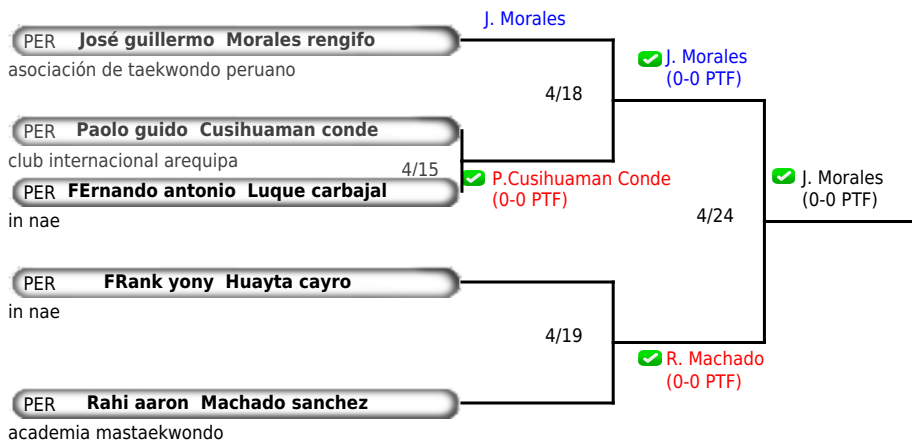 J. Morales
PER José guillermo Morales rengifo
asociación de taekwondo peruano
J. Morales
(0-0 PTF)
4/18
PER Paolo guido Cusihuaman conde
club internacional arequipa
4/15
P.Cusihuaman Conde
(0-0 PTF)
J. Morales
(0-0 PTF)
PER FErnando antonio Luque carbajal
in nae
4/24
PER FRank yony Huayta cayro
in nae
4/19
R. Machado
(0-0 PTF)
PER Rahi aaron Machado sanchez
academia mastaekwondo